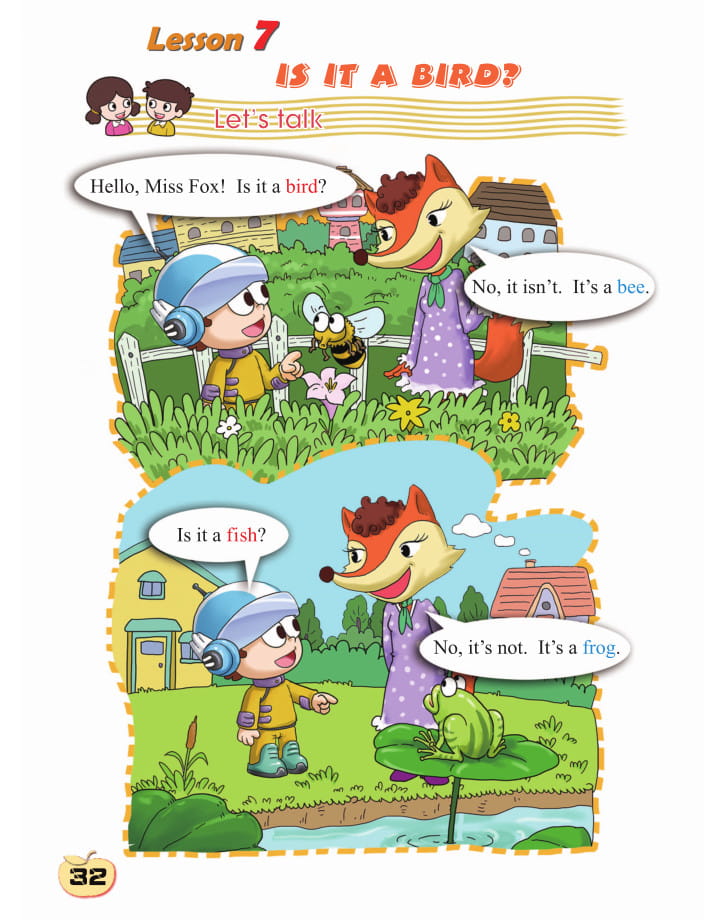 Lesson 7
IS IT A BIRD?
Let's talk
Hello, Miss Fox! Is it a bird?
No, it isn't. It's a bee.
Is it a fish?
No, it's not. It's a frog.
32